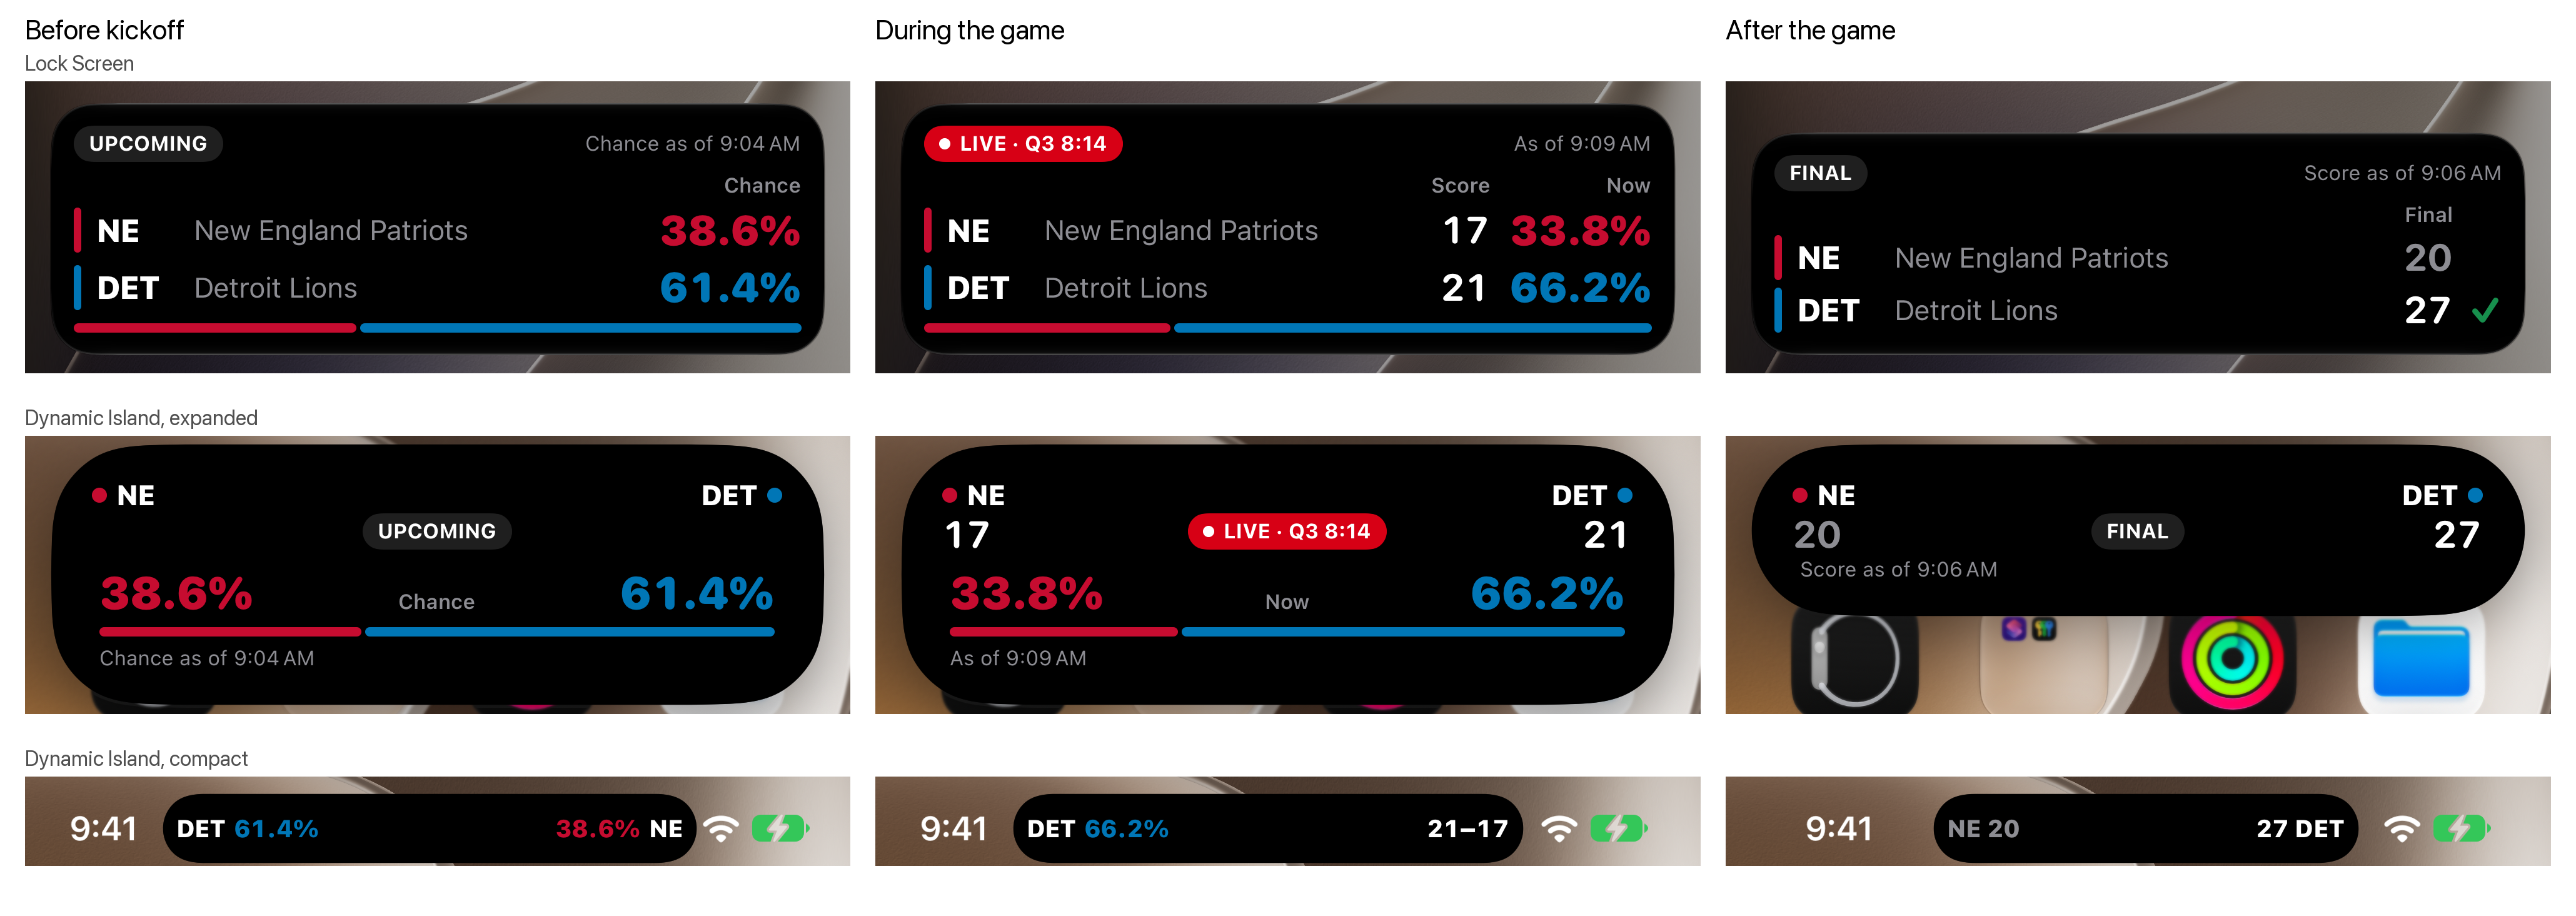 Before kickoff
During the game
After the game
Lock Screen
UPCOMING
Chance as of 9:04 AM
Chance
NE New England Patriots 38.6%
DET Detroit Lions 61.4%
LIVE · Q3 8:14
As of 9:09 AM
Score Now
NE New England Patriots 17 33.8%
DET Detroit Lions 21 66.2%
FINAL
Score as of 9:06 AM
Final
NE New England Patriots 20
DET Detroit Lions 27
Dynamic Island, expanded
NE DET
UPCOMING
38.6% Chance 61.4%
Chance as of 9:04 AM
NE DET
17 LIVE · Q3 8:14 21
33.8% Now 66.2%
As of 9:09 AM
NE DET
20 FINAL 27
Score as of 9:06 AM
Dynamic Island, compact
9:41 DET 61.4% 38.6% NE
9:41 DET 66.2% 21–17
9:41 NE 20 27 DET